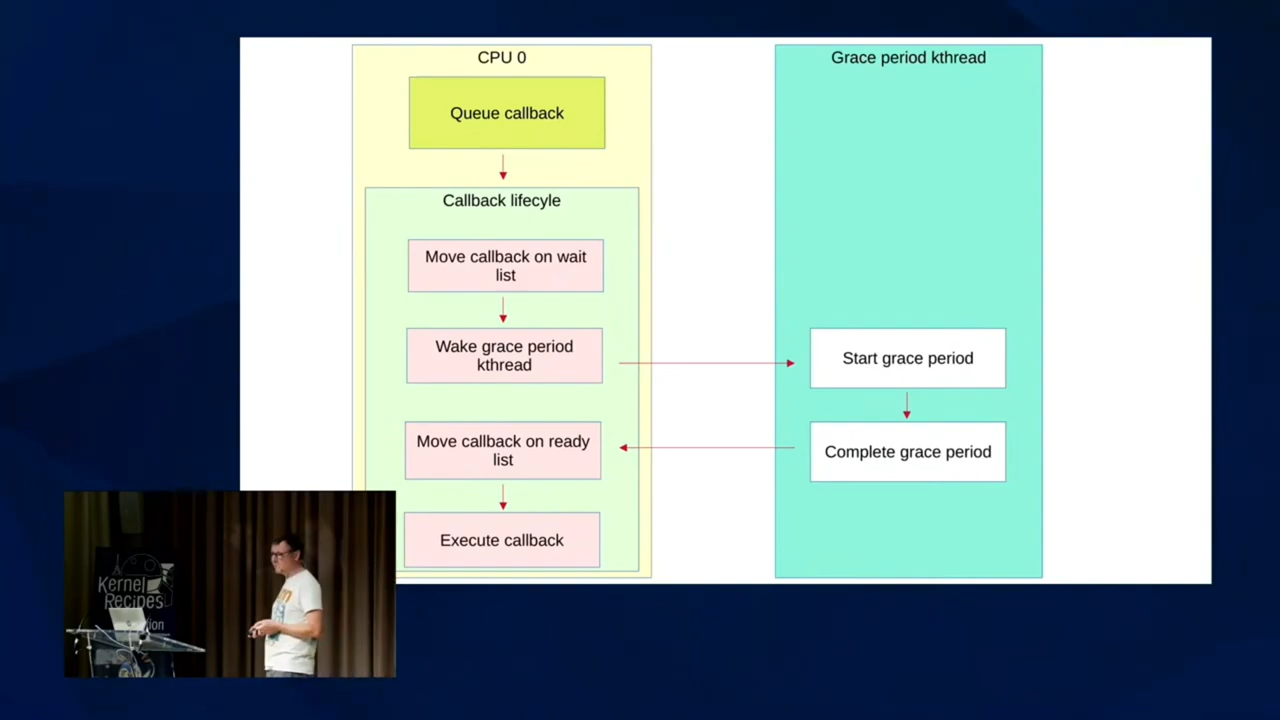 CPU 0
Queue callback
Callback lifecyle
Move callback on wait
list
Wake grace period
kthread
Move callback on ready
list
Execute callback
Grace period kthread
Start grace period
Complete grace period
Kernel
Recipes